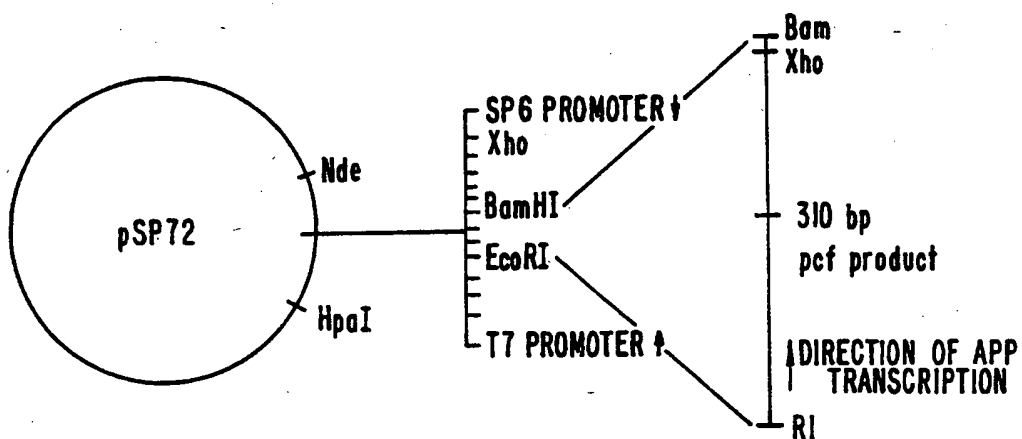 pSP72
Nde
HpaI
SP6 PROMOTER ↓
Xho
BamHI
EcoRI
T7 PROMOTER ↑
Bam
Xho
310 bp
pcf product
↑ DIRECTION OF APP
TRANSCRIPTION
RI